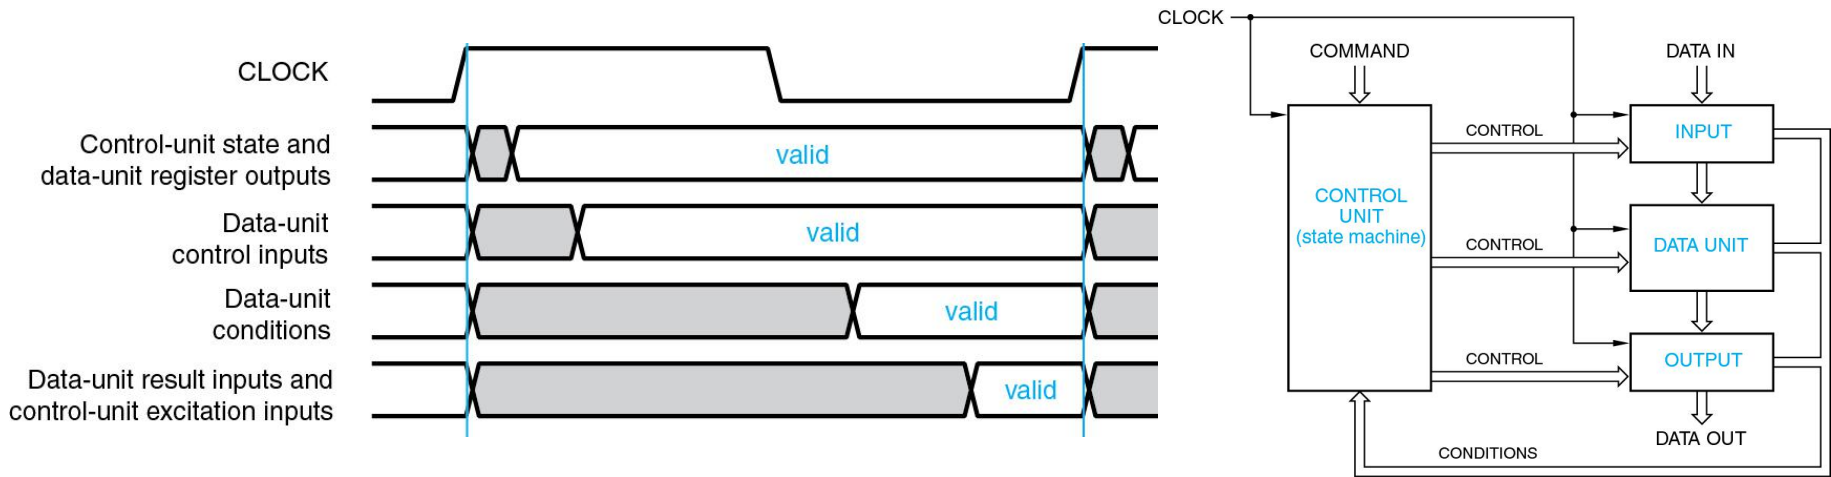 CLOCK
Control-unit state and
data-unit register outputs
valid
Data-unit
control inputs
valid
Data-unit
conditions
valid
Data-unit result inputs and
control-unit excitation inputs
valid
CLOCK
COMMAND
DATA IN
CONTROL
INPUT
CONTROL
UNIT
(state machine)
CONTROL
DATA UNIT
CONTROL
OUTPUT
DATA OUT
CONDITIONS